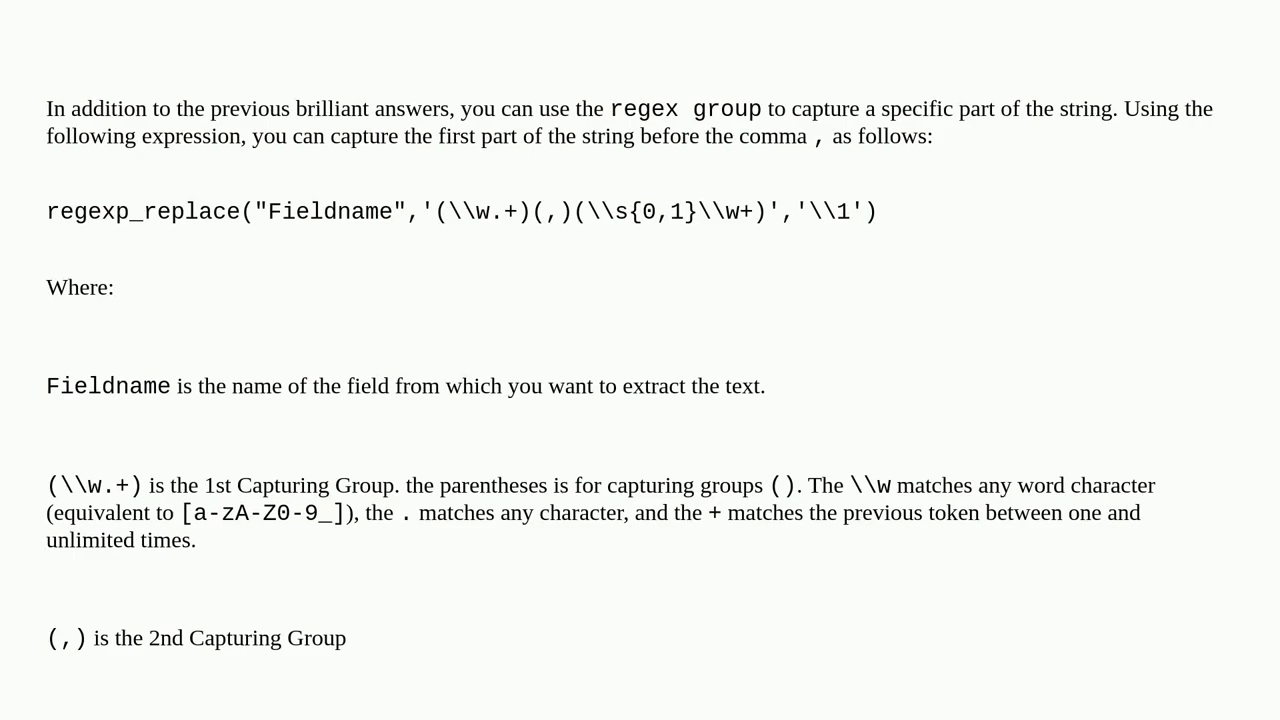 In addition to the previous brilliant answers, you can use the regex group to capture a specific part of the string. Using the
following expression, you can capture the first part of the string before the comma , as follows:
regexp_replace("Fieldname",'(\\w.+)(,)(\\s{0,1}\\w+)','\\1')
Where:
Fieldname is the name of the field from which you want to extract the text.
(\\w.+) is the 1st Capturing Group. the parentheses is for capturing groups (). The \\w matches any word character
(equivalent to [a-zA-Z0-9_]), the . matches any character, and the + matches the previous token between one and
unlimited times.
(,) is the 2nd Capturing Group